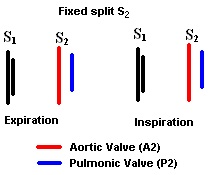 Fixed split S2
S1 S2 S1 S2
Expiration Inspiration
Aortic Valve (A2)
Pulmonic Valve (P2)